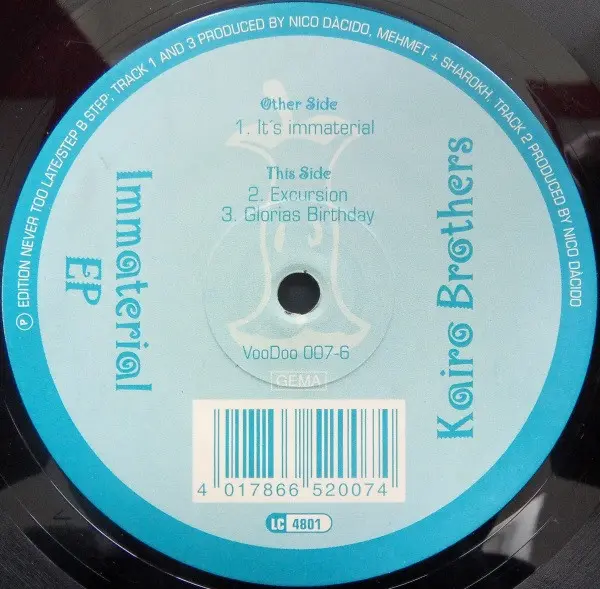 ℗ EDITION NEVER TOO LATE/STEP B STEP; TRACK 1 AND 3 PRODUCED BY NICO DÀCIDO, MEHMET + SHAROKH, TRACK 2 PRODUCED BY NICO DÀCIDO
Other Side
1. It´s immaterial
This Side
2. Excursion
3. Glorias Birthday
Immaterial
EP
Kairo Brothers
VooDoo 007-6
GEMA
4 017866 520074
LC 4801